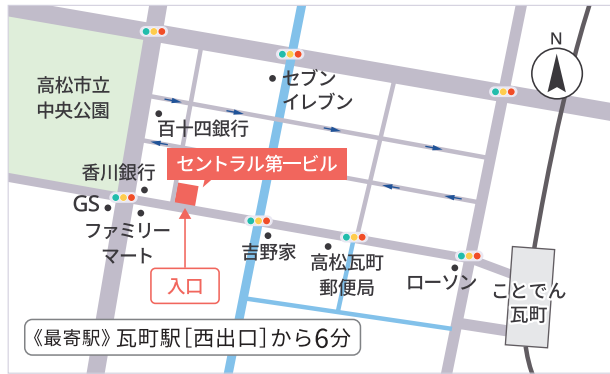 高松市立
中央公園
セブン
イレブン
N
百十四銀行
セントラル第一ビル
香川銀行
GS
ファミリー
マート
吉野家
高松瓦町
郵便局
ローソン
ことでん
瓦町
入口
《最寄駅》瓦町駅[西出口]から6分